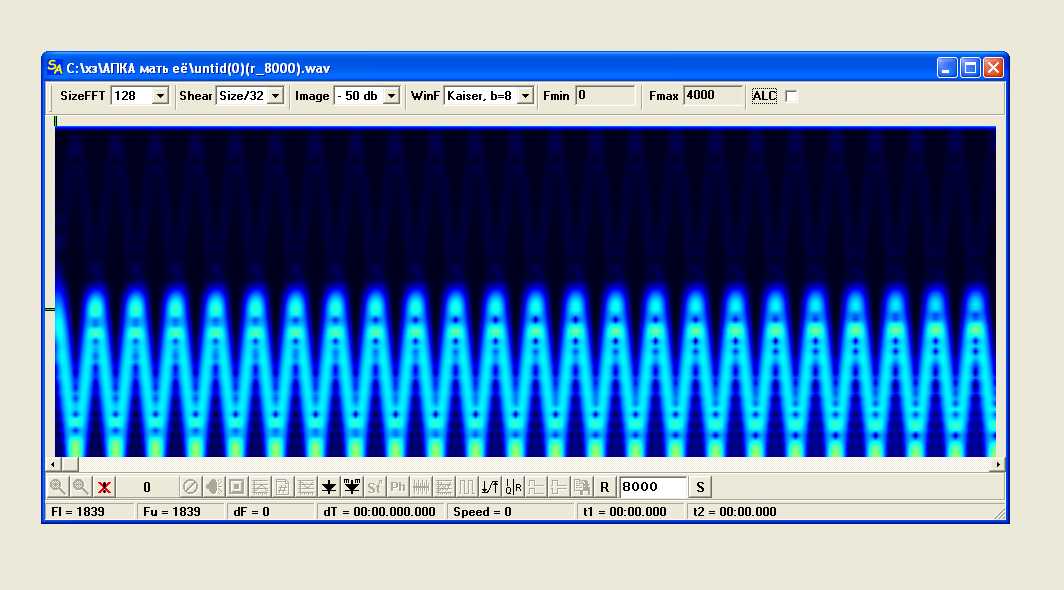 SA C:\хз\АПКА мать её\untid(0)(r_8000).wav
SizeFFT 128 Shear Size/32 Image - 50 db WinF Kaiser, b=8 Fmin 0 Fmax 4000 ALC
0 Sf Ph Q R R 8000 S
Fl = 1839 Fu = 1839 dF = 0 dT = 00:00.000.000 Speed = 0 t1 = 00:00.000 t2 = 00:00.000